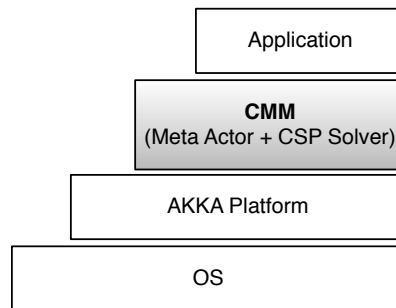 Application
CMM
(Meta Actor + CSP Solver)
AKKA Platform
OS